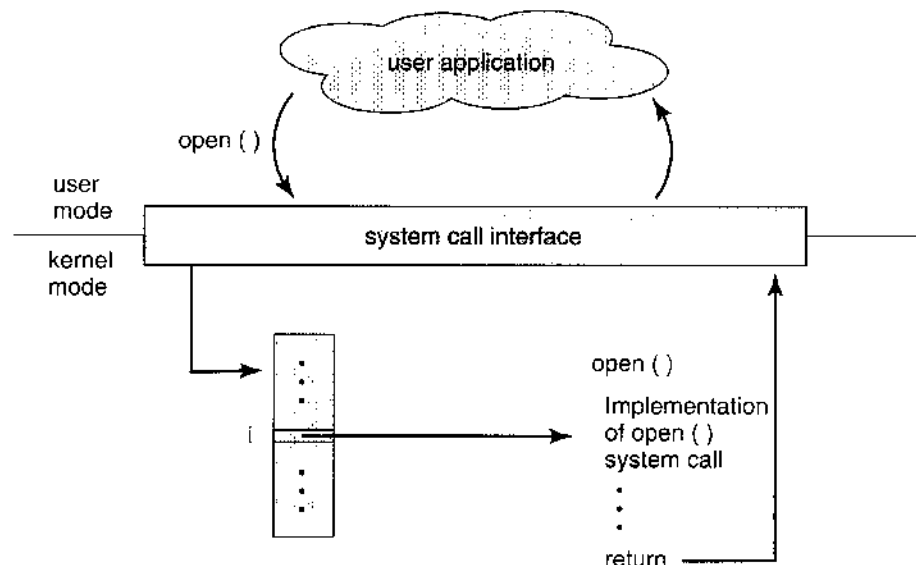 user application
open ( )
user
mode
system call interface
kernel
mode
open ( )
Implementation
of open ( )
system call
return